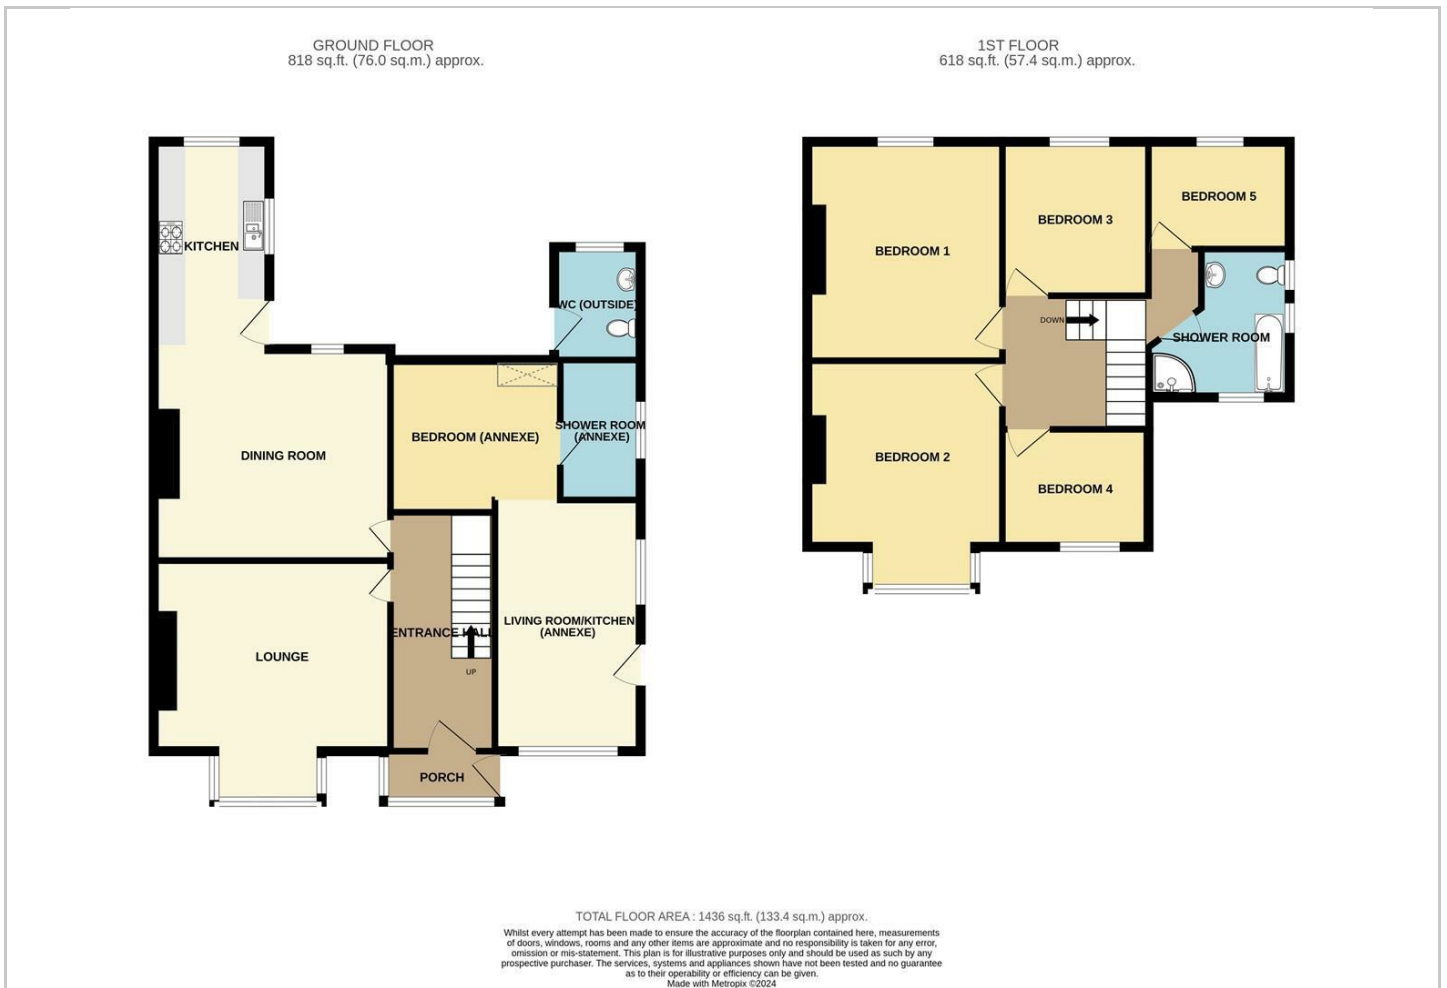 GROUND FLOOR
818 sq.ft. (76.0 sq.m.) approx.
KITCHEN
WC (OUTSIDE)
SHOWER ROOM
(ANNEXE)
BEDROOM (ANNEXE)
DINING ROOM
ENTRANCE HALL
UP
LIVING ROOM/KITCHEN
(ANNEXE)
LOUNGE
PORCH
1ST FLOOR
618 sq.ft. (57.4 sq.m.) approx.
BEDROOM 1
BEDROOM 3
BEDROOM 5
DOWN
SHOWER ROOM
BEDROOM 2
BEDROOM 4
TOTAL FLOOR AREA : 1436 sq.ft. (133.4 sq.m.) approx.
Whilst every attempt has been made to ensure the accuracy of the floorplan contained here, measurements
of doors, windows, rooms and any other items are approximate and no responsibility is taken for any error,
omission or mis-statement. This plan is for illustrative purposes only and should be used as such by any
prospective purchaser. The services, systems and appliances shown have not been tested and no guarantee
as to their operability or efficiency can be given.
Made with Metropix ©2024